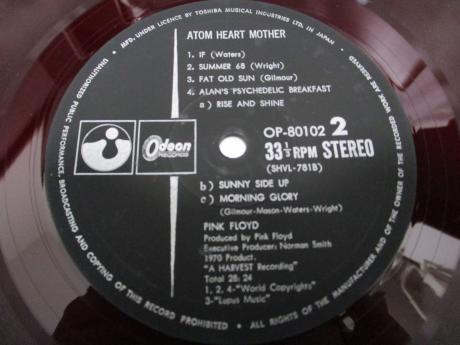 MFD. UNDER LICENCE BY TOSHIBA MUSICAL INDUSTRIES LTD. IN JAPAN •
ATOM HEART MOTHER
1. IF (Waters)
2. SUMMER 68 (Wright)
3. FAT OLD SUN (Gilmour)
4. ALAN'S PSYCHEDELIC BREAKFAST
a) RISE AND SHINE
Odeon
RECORDS
OP-80102 2
33 1/3 RPM STEREO
(SHVL-781B)
b) SUNNY SIDE UP
c) MORNING GLORY
(Gilmour-Mason-Waters-Wright)
PINK FLOYD
Produced by Pink Floyd
Executive Producer: Norman Smith
1970 Product.
"A HARVEST Recording"
Total 28: 24
1, 2, 4-"World Copyrights"
3-"Lupus Music"
UNAUTHORIZED PUBLIC PERFORMANCE, BROADCASTING AND COPYING OF THIS RECORD PROHIBITED • ALL RIGHTS OF THE MANUFACTURER AND OF THE OWNER OF THE RECORDED WORK ARE RESERVED